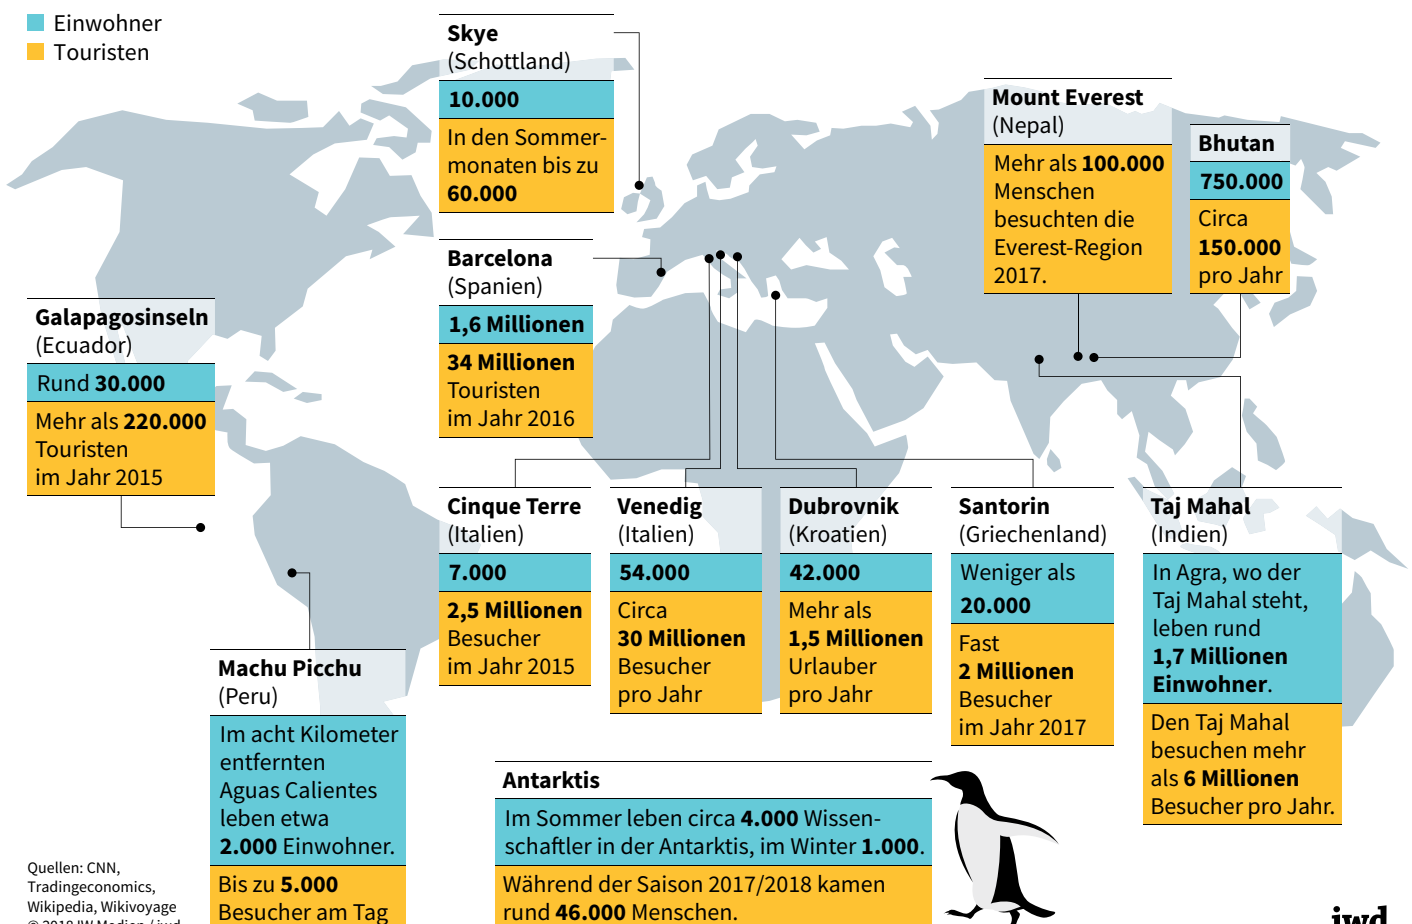 Einwohner
Touristen
Skye
(Schottland)
10.000
In den Sommer-
monaten bis zu
60.000
Mount Everest
(Nepal)
Mehr als 100.000
Menschen
besuchten die
Everest-Region
2017.
Bhutan
750.000
Circa
150.000
pro Jahr
Barcelona
(Spanien)
1,6 Millionen
34 Millionen
Touristen
im Jahr 2016
Galapagosinseln
(Ecuador)
Rund 30.000
Mehr als 220.000
Touristen
im Jahr 2015
Cinque Terre
(Italien)
7.000
2,5 Millionen
Besucher
im Jahr 2015
Venedig
(Italien)
54.000
Circa
30 Millionen
Besucher
pro Jahr
Dubrovnik
(Kroatien)
42.000
Mehr als
1,5 Millionen
Urlauber
pro Jahr
Santorin
(Griechenland)
Weniger als
20.000
Fast
2 Millionen
Besucher
im Jahr 2017
Taj Mahal
(Indien)
In Agra, wo der
Taj Mahal steht,
leben rund
1,7 Millionen
Einwohner.
Den Taj Mahal
besuchen mehr
als 6 Millionen
Besucher pro Jahr.
Machu Picchu
(Peru)
Im acht Kilometer
entfernten
Aguas Calientes
leben etwa
2.000 Einwohner.
Bis zu 5.000
Besucher am Tag
Antarktis
Im Sommer leben circa 4.000 Wissen-
schaftler in der Antarktis, im Winter 1.000.
Während der Saison 2017/2018 kamen
rund 46.000 Menschen.
Quellen: CNN,
Tradingeconomics,
Wikipedia, Wikivoyage
© 2018 IW Medien / iwd
iwd